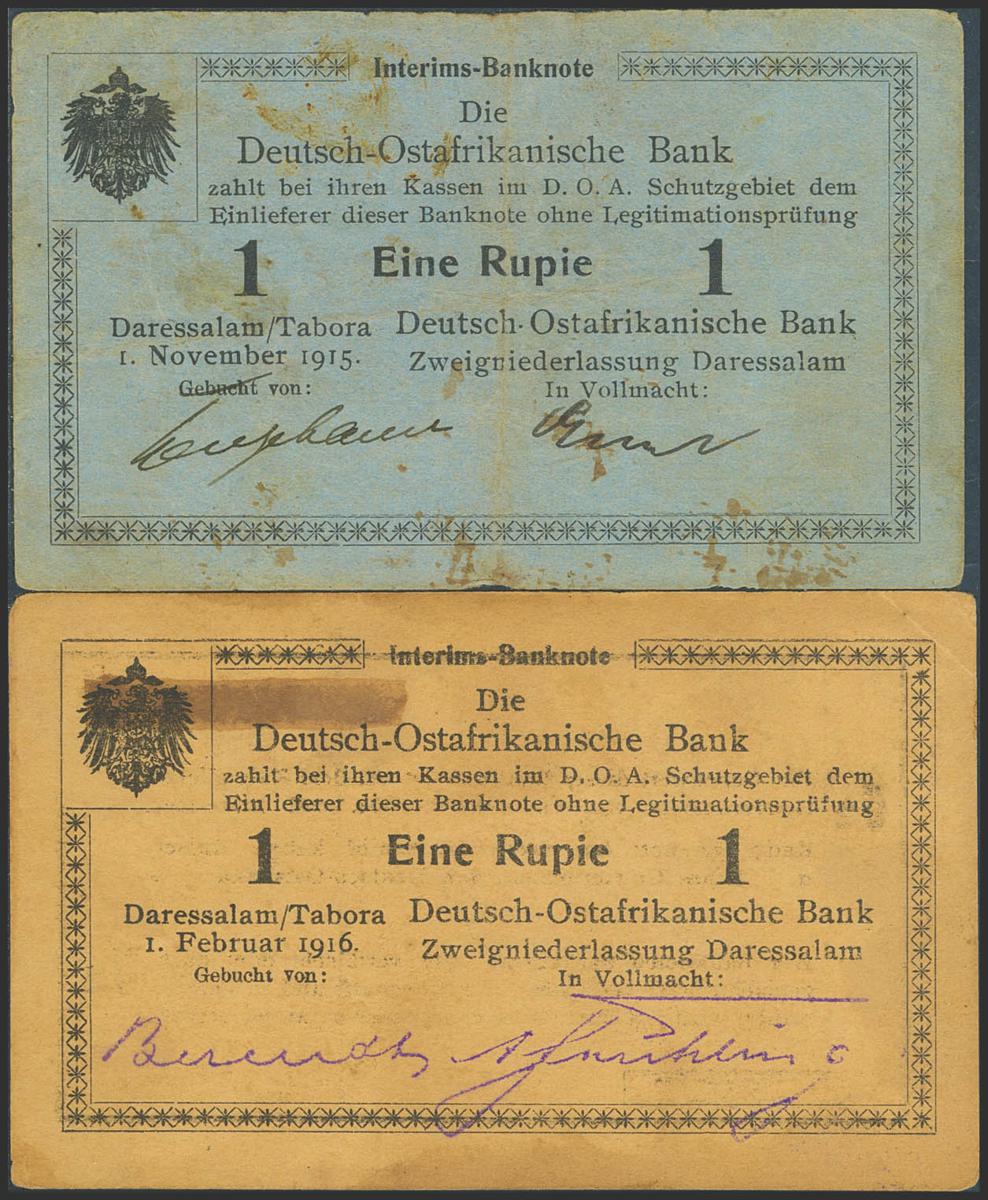 Interims-Banknote
Die
Deutsch-Ostafrikanische Bank
zahlt bei ihren Kassen im D. O. A. Schutzgebiet dem
Einlieferer dieser Banknote ohne Legitimationsprüfung
1 Eine Rupie 1
Daressalam/Tabora Deutsch-Ostafrikanische Bank
1. November 1915. Zweigniederlassung Daressalam
Gebucht von: In Vollmacht:
Interims-Banknote
Die
Deutsch-Ostafrikanische Bank
zahlt bei ihren Kassen im D. O. A. Schutzgebiet dem
Einlieferer dieser Banknote ohne Legitimationsprüfung
1 Eine Rupie 1
Daressalam/Tabora Deutsch-Ostafrikanische Bank
1. Februar 1916. Zweigniederlassung Daressalam
Gebucht von: In Vollmacht: